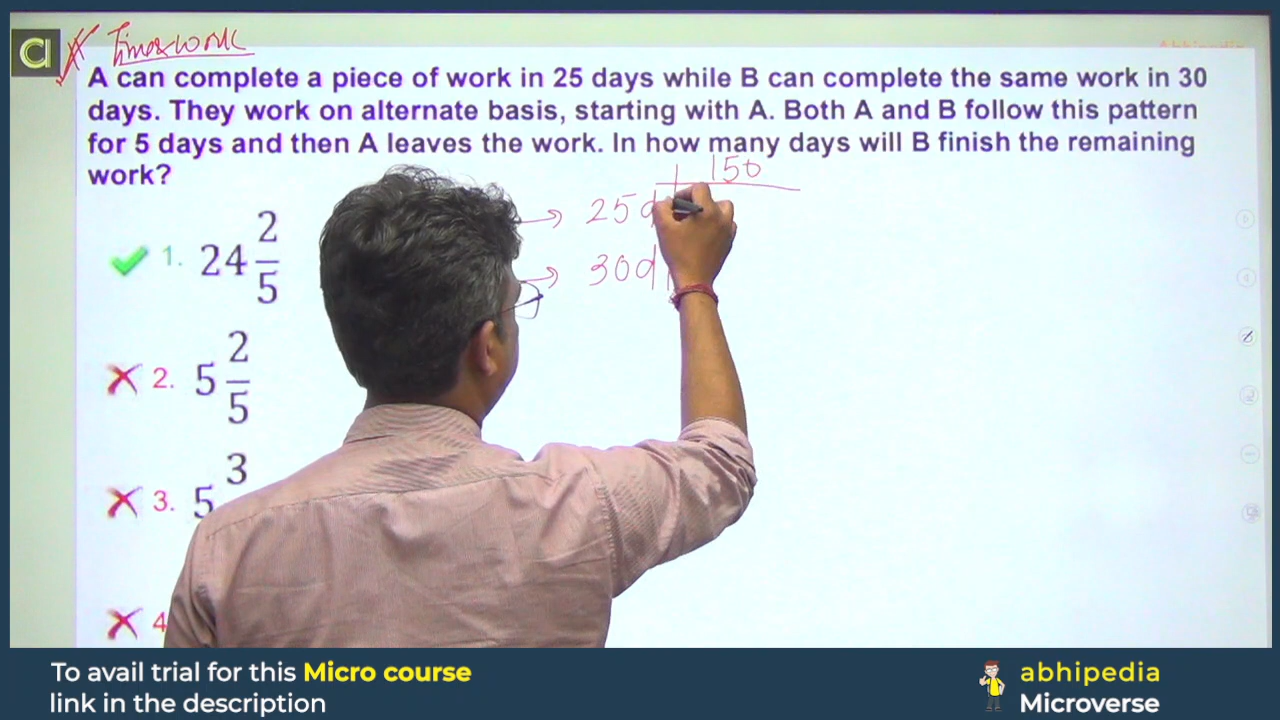 CI
Time & work
A can complete a piece of work in 25 days while B can complete the same work in 30
days. They work on alternate basis, starting with A. Both A and B follow this pattern
for 5 days and then A leaves the work. In how many days will B finish the remaining
work?
150
→ 25d
→ 30d
1. 24 2/5
2. 5 2/5
3. 5 3
4
To avail trial for this Micro course
link in the description
abhipedia
Microverse